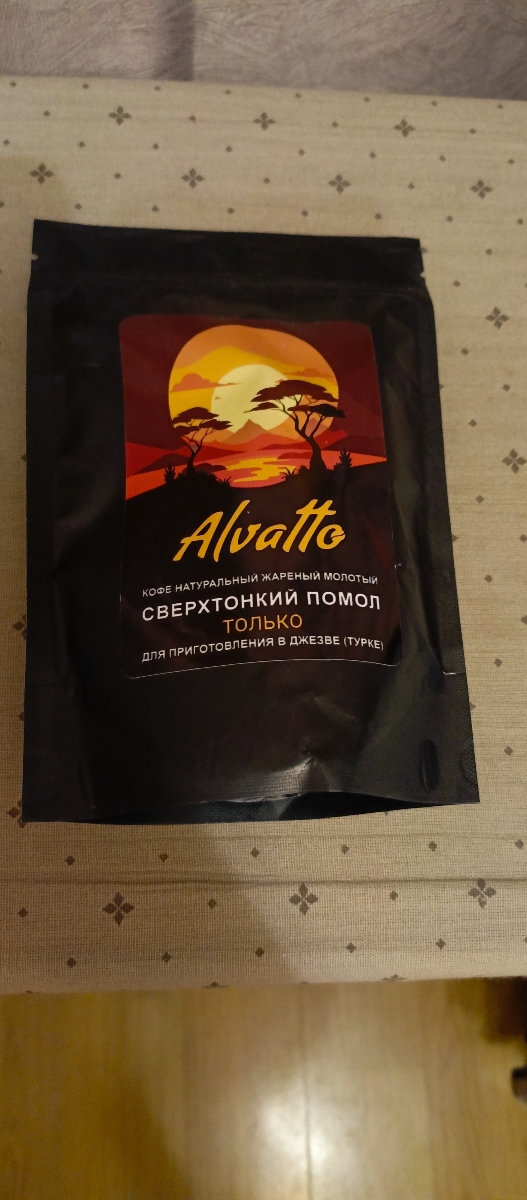 Alvatto
КОФЕ НАТУРАЛЬНЫЙ ЖАРЕНЫЙ МОЛОТЫЙ
СВЕРХТОНКИЙ ПОМОЛ
ТОЛЬКО
ДЛЯ ПРИГОТОВЛЕНИЯ В ДЖЕЗВЕ (ТУРКЕ)